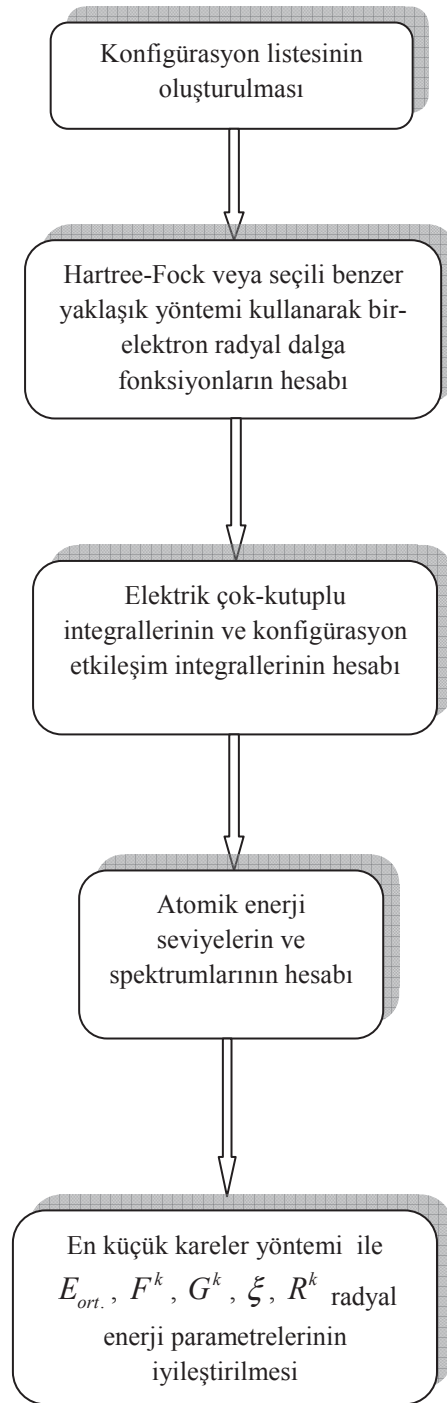 Konfigürasyon listesinin
oluşturulması
Hartree-Fock veya seçili benzer
yaklaşık yöntemi kullanarak bir-
elektron radyal dalga
fonksiyonların hesabı
Elektrik çok-kutuplu
integrallerinin ve konfigürasyon
etkileşim integrallerinin hesabı
Atomik enerji
seviyelerin ve
spektrumlarının hesabı
En küçük kareler yöntemi ile
E_{ort.} , F^k , G^k , ξ , R^k radyal
enerji parametrelerinin
iyileştirilmesi